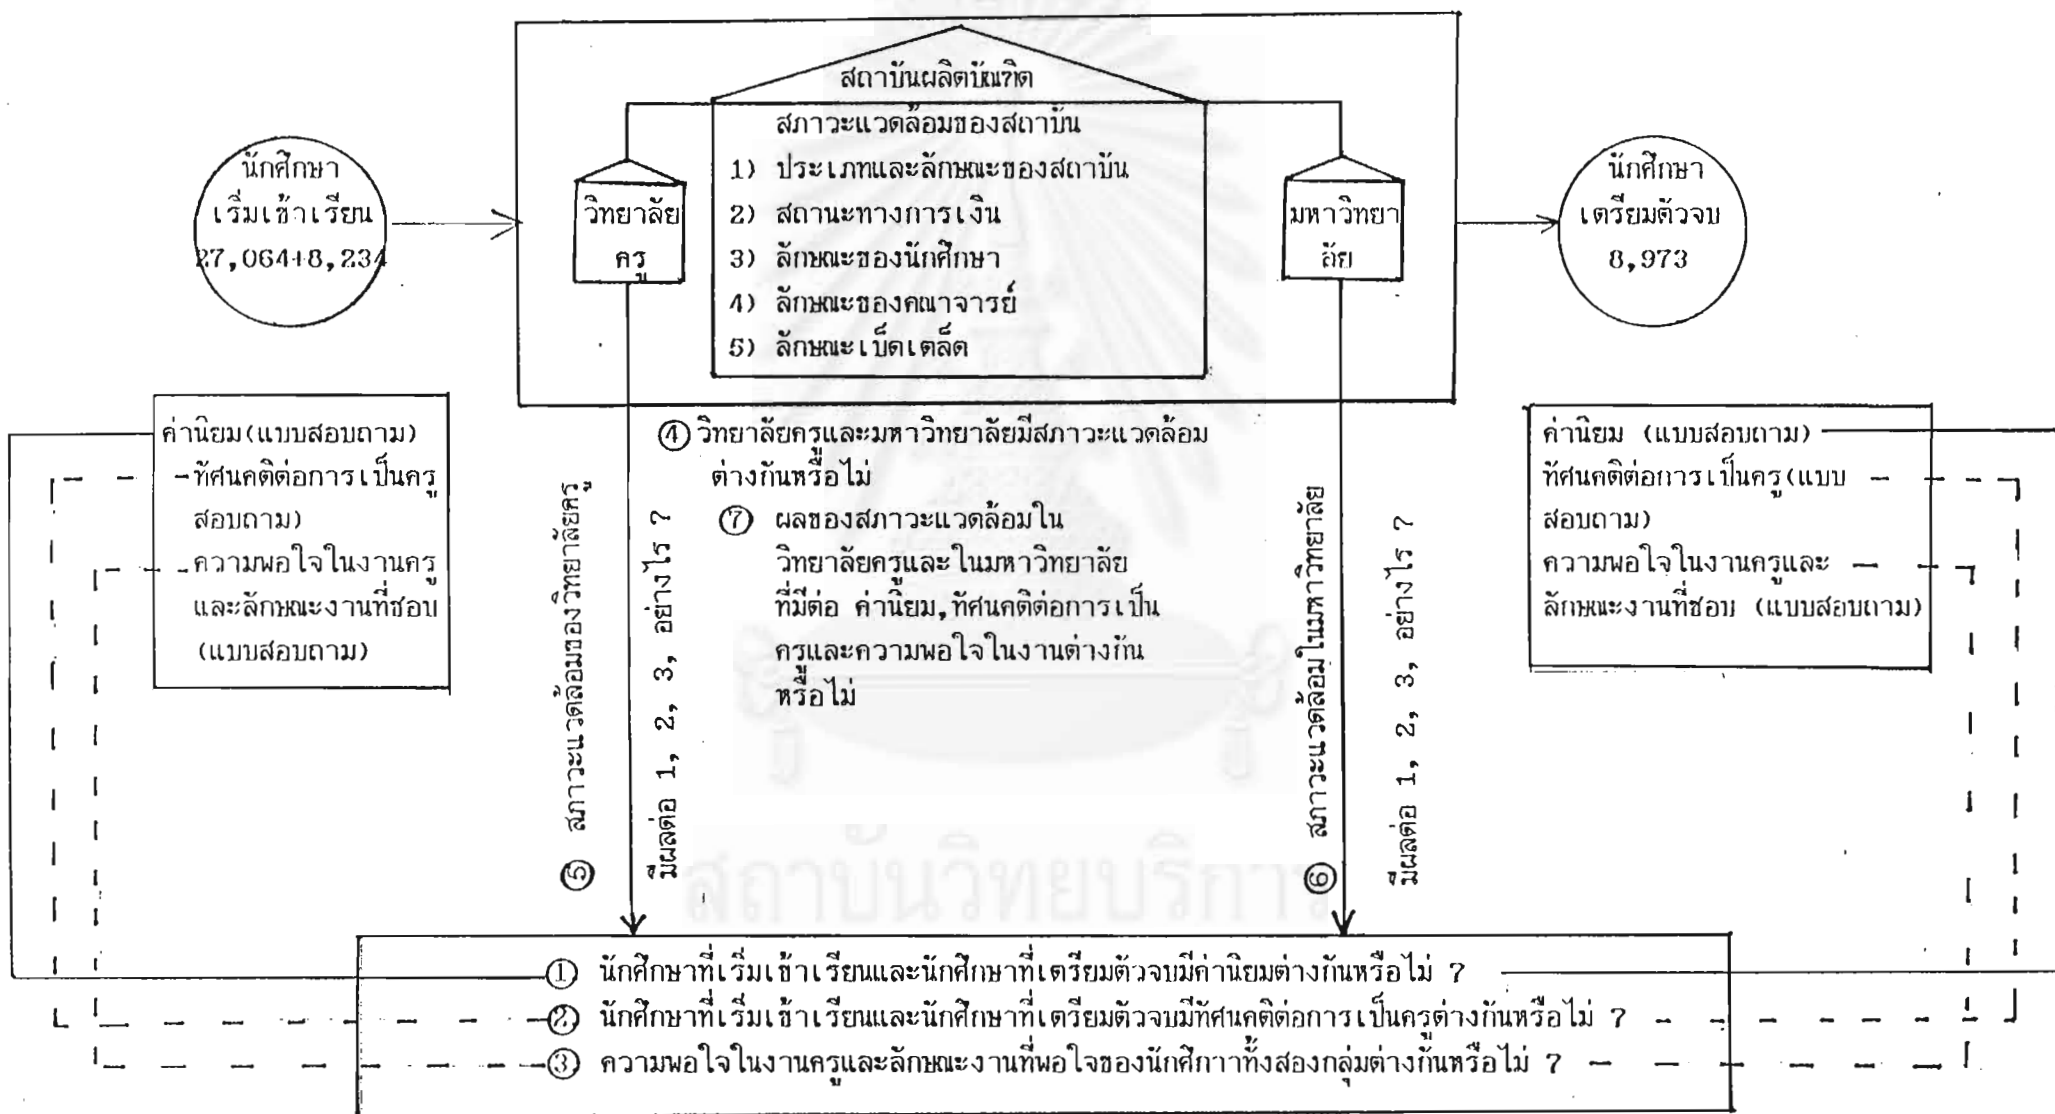 สถาบันผลิตบัณฑิต
สภาวะแวดล้อมของสถาบัน
1) ประเภทและลักษณะของสถาบัน
2) สถานะทางการเงิน
3) ลักษณะของนักศึกษา
4) ลักษณะของคณาจารย์
5) ลักษณะเบ็ดเตล็ด
นักศึกษา
เริ่มเข้าเรียน
27,064+8,234
วิทยาลัย
ครู
มหาวิทยา
ลัย
นักศึกษา
เตรียมตัวจบ
8,973
ค่านิยม(แบบสอบถาม)
ทัศนคติต่อการเป็นครู
สอบถาม)
ความพอใจในงานครู
และลักษณะงานที่ชอบ
(แบบสอบถาม)
④ วิทยาลัยครูและมหาวิทยาลัยมีสภาวะแวดล้อม
ต่างกันหรือไม่
⑦ ผลของสภาวะแวดล้อมใน
วิทยาลัยครูและในมหาวิทยาลัย
ที่มีต่อ ค่านิยม,ทัศนคติต่อการเป็น
ครูและความพอใจในงานต่างกัน
หรือไม่
⑤ สภาวะแวดล้อมของวิทยาลัยครู
มีผลต่อ 1, 2, 3, อย่างไร ?
⑥ สภาวะแวดล้อมในมหาวิทยาลัย
มีผลต่อ 1, 2, 3, อย่างไร ?
ค่านิยม (แบบสอบถาม)
ทัศนคติต่อการเป็นครู(แบบ
สอบถาม)
ความพอใจในงานครูและ
ลักษณะงานที่ชอบ (แบบสอบถาม)
สถาบันวิทยบริการ
① นักศึกษาที่เริ่มเข้าเรียนและนักศึกษาที่เตรียมตัวจบมีค่านิยมต่างกันหรือไม่ ?
② นักศึกษาที่เริ่มเข้าเรียนและนักศึกษาที่เตรียมตัวจบมีทัศนคติต่อการเป็นครูต่างกันหรือไม่ ?
③ ความพอใจในงานครูและลักษณะงานที่พอใจของนักศึกาาทั้งสองกลุ่มต่างกันหรือไม่ ?